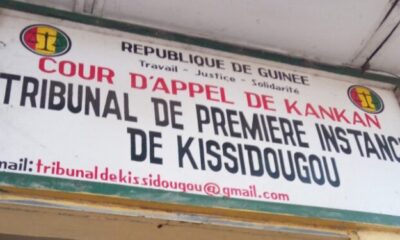 REPUBLIQUE DE GUINEE
Travail - Justice - Solidarité
COUR D'APPEL DE KANKAN
TRIBUNAL DE PREMIERE INSTANC
DE KISSIDOUGOU
mail:tribunaldekissidougou@gmail.com